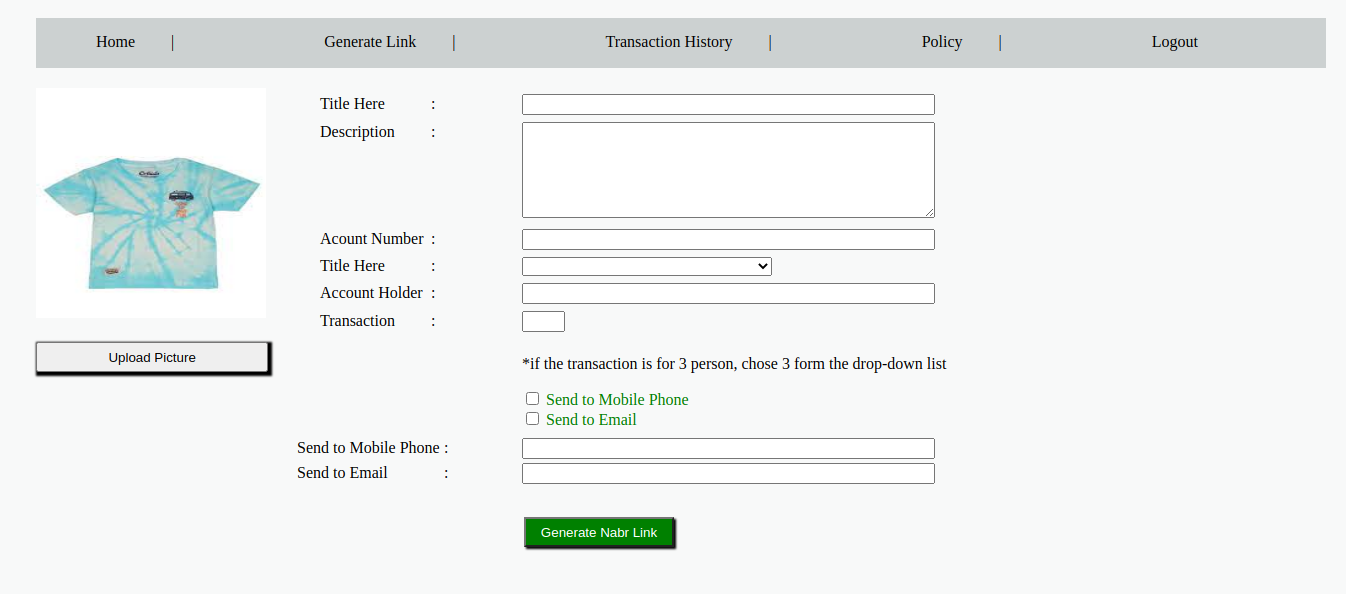 Home | Generate Link | Transaction History | Policy | Logout
Title Here :
Description :
Acount Number :
Title Here :
Account Holder :
Transaction :
Upload Picture
*if the transaction is for 3 person, chose 3 form the drop-down list
Send to Mobile Phone
Send to Email
Send to Mobile Phone :
Send to Email :
Generate Nabr Link